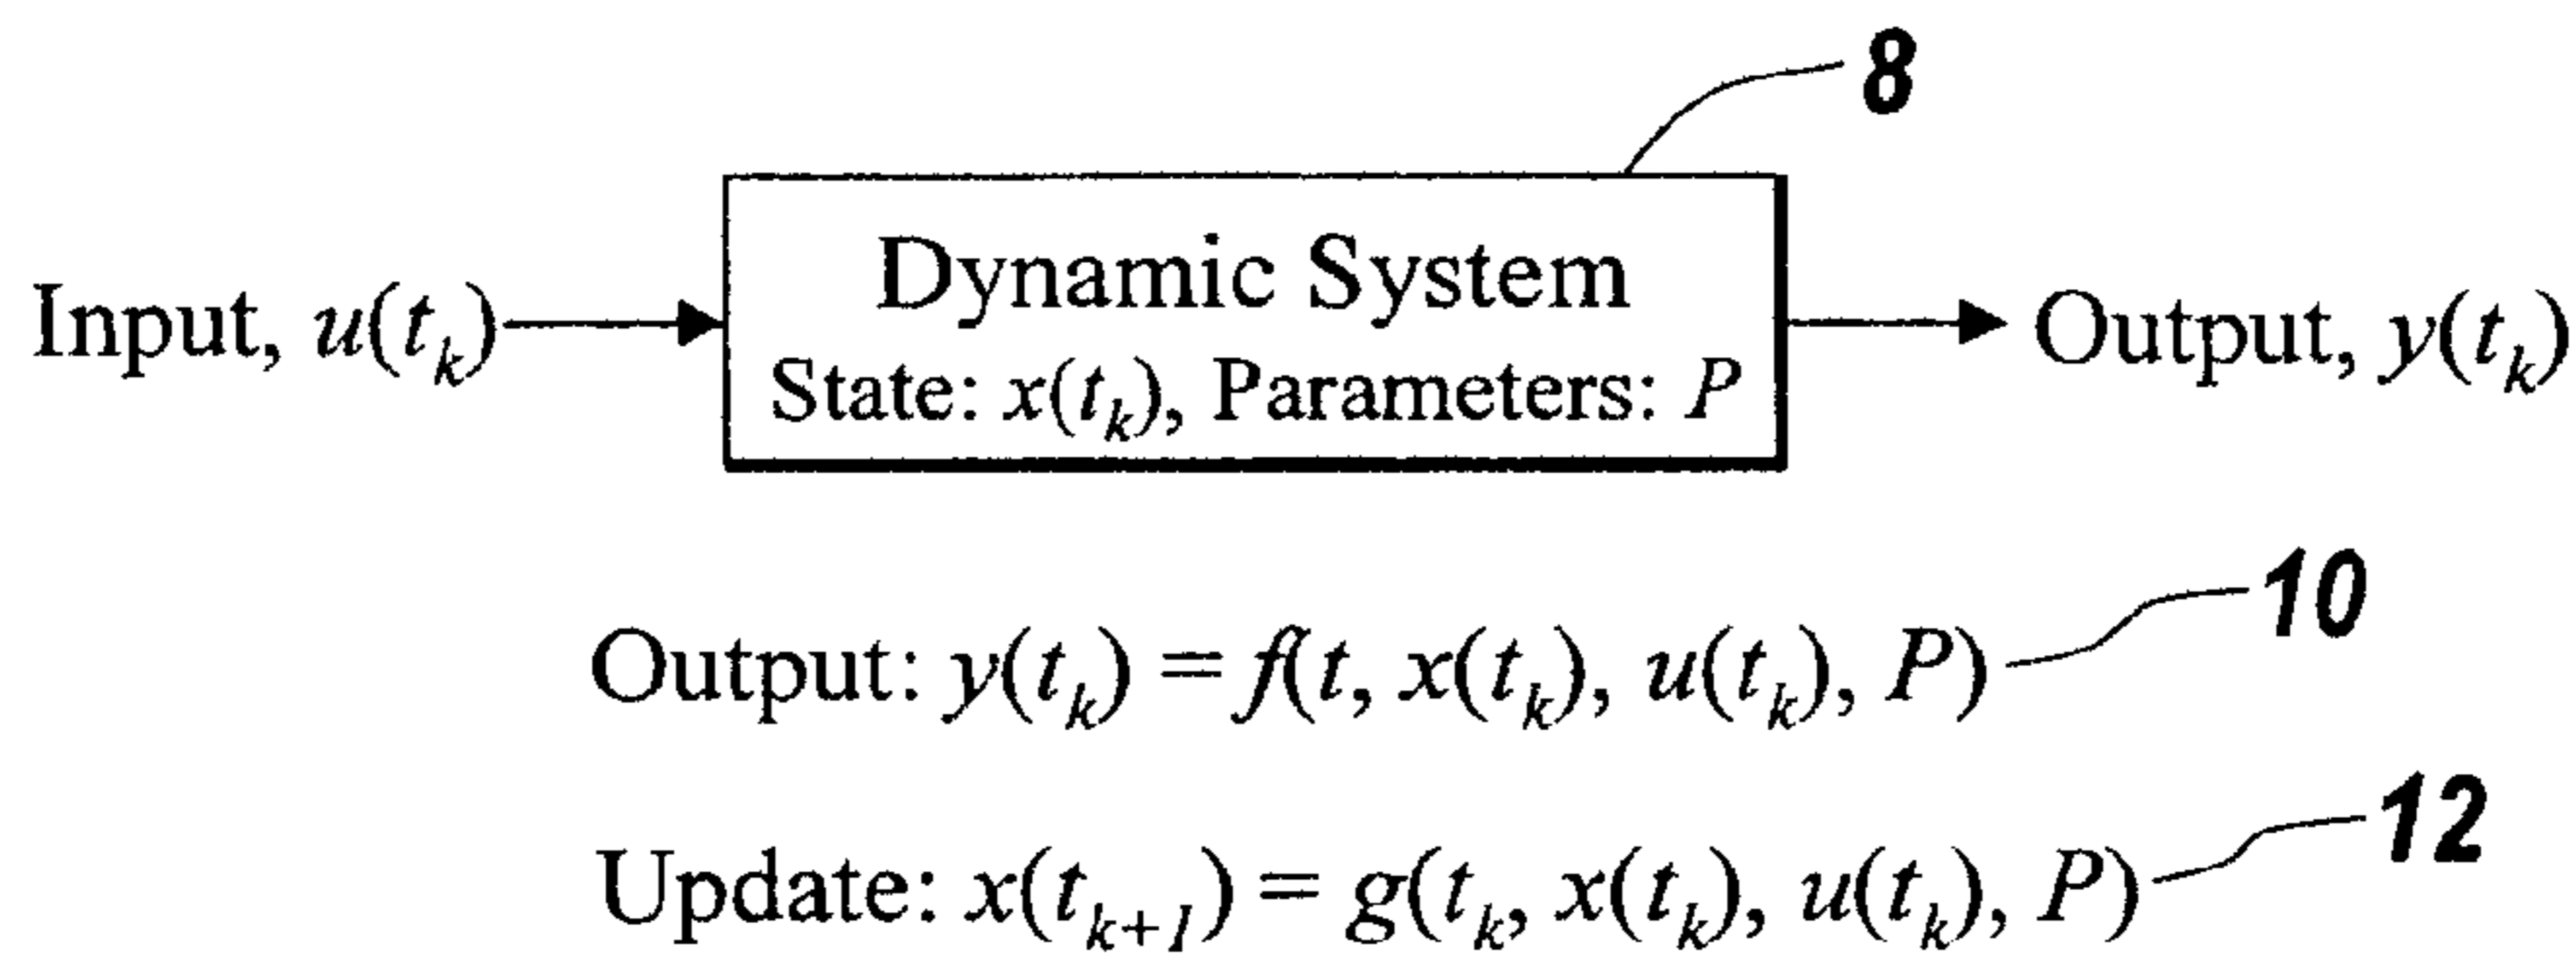 8
Dynamic System
Input, u(t_k) Output, y(t_k)
State: x(t_k), Parameters: P
10
Output: y(t_k) = f(t, x(t_k), u(t_k), P)
12
Update: x(t_{k+1}) = g(t_k, x(t_k), u(t_k), P)